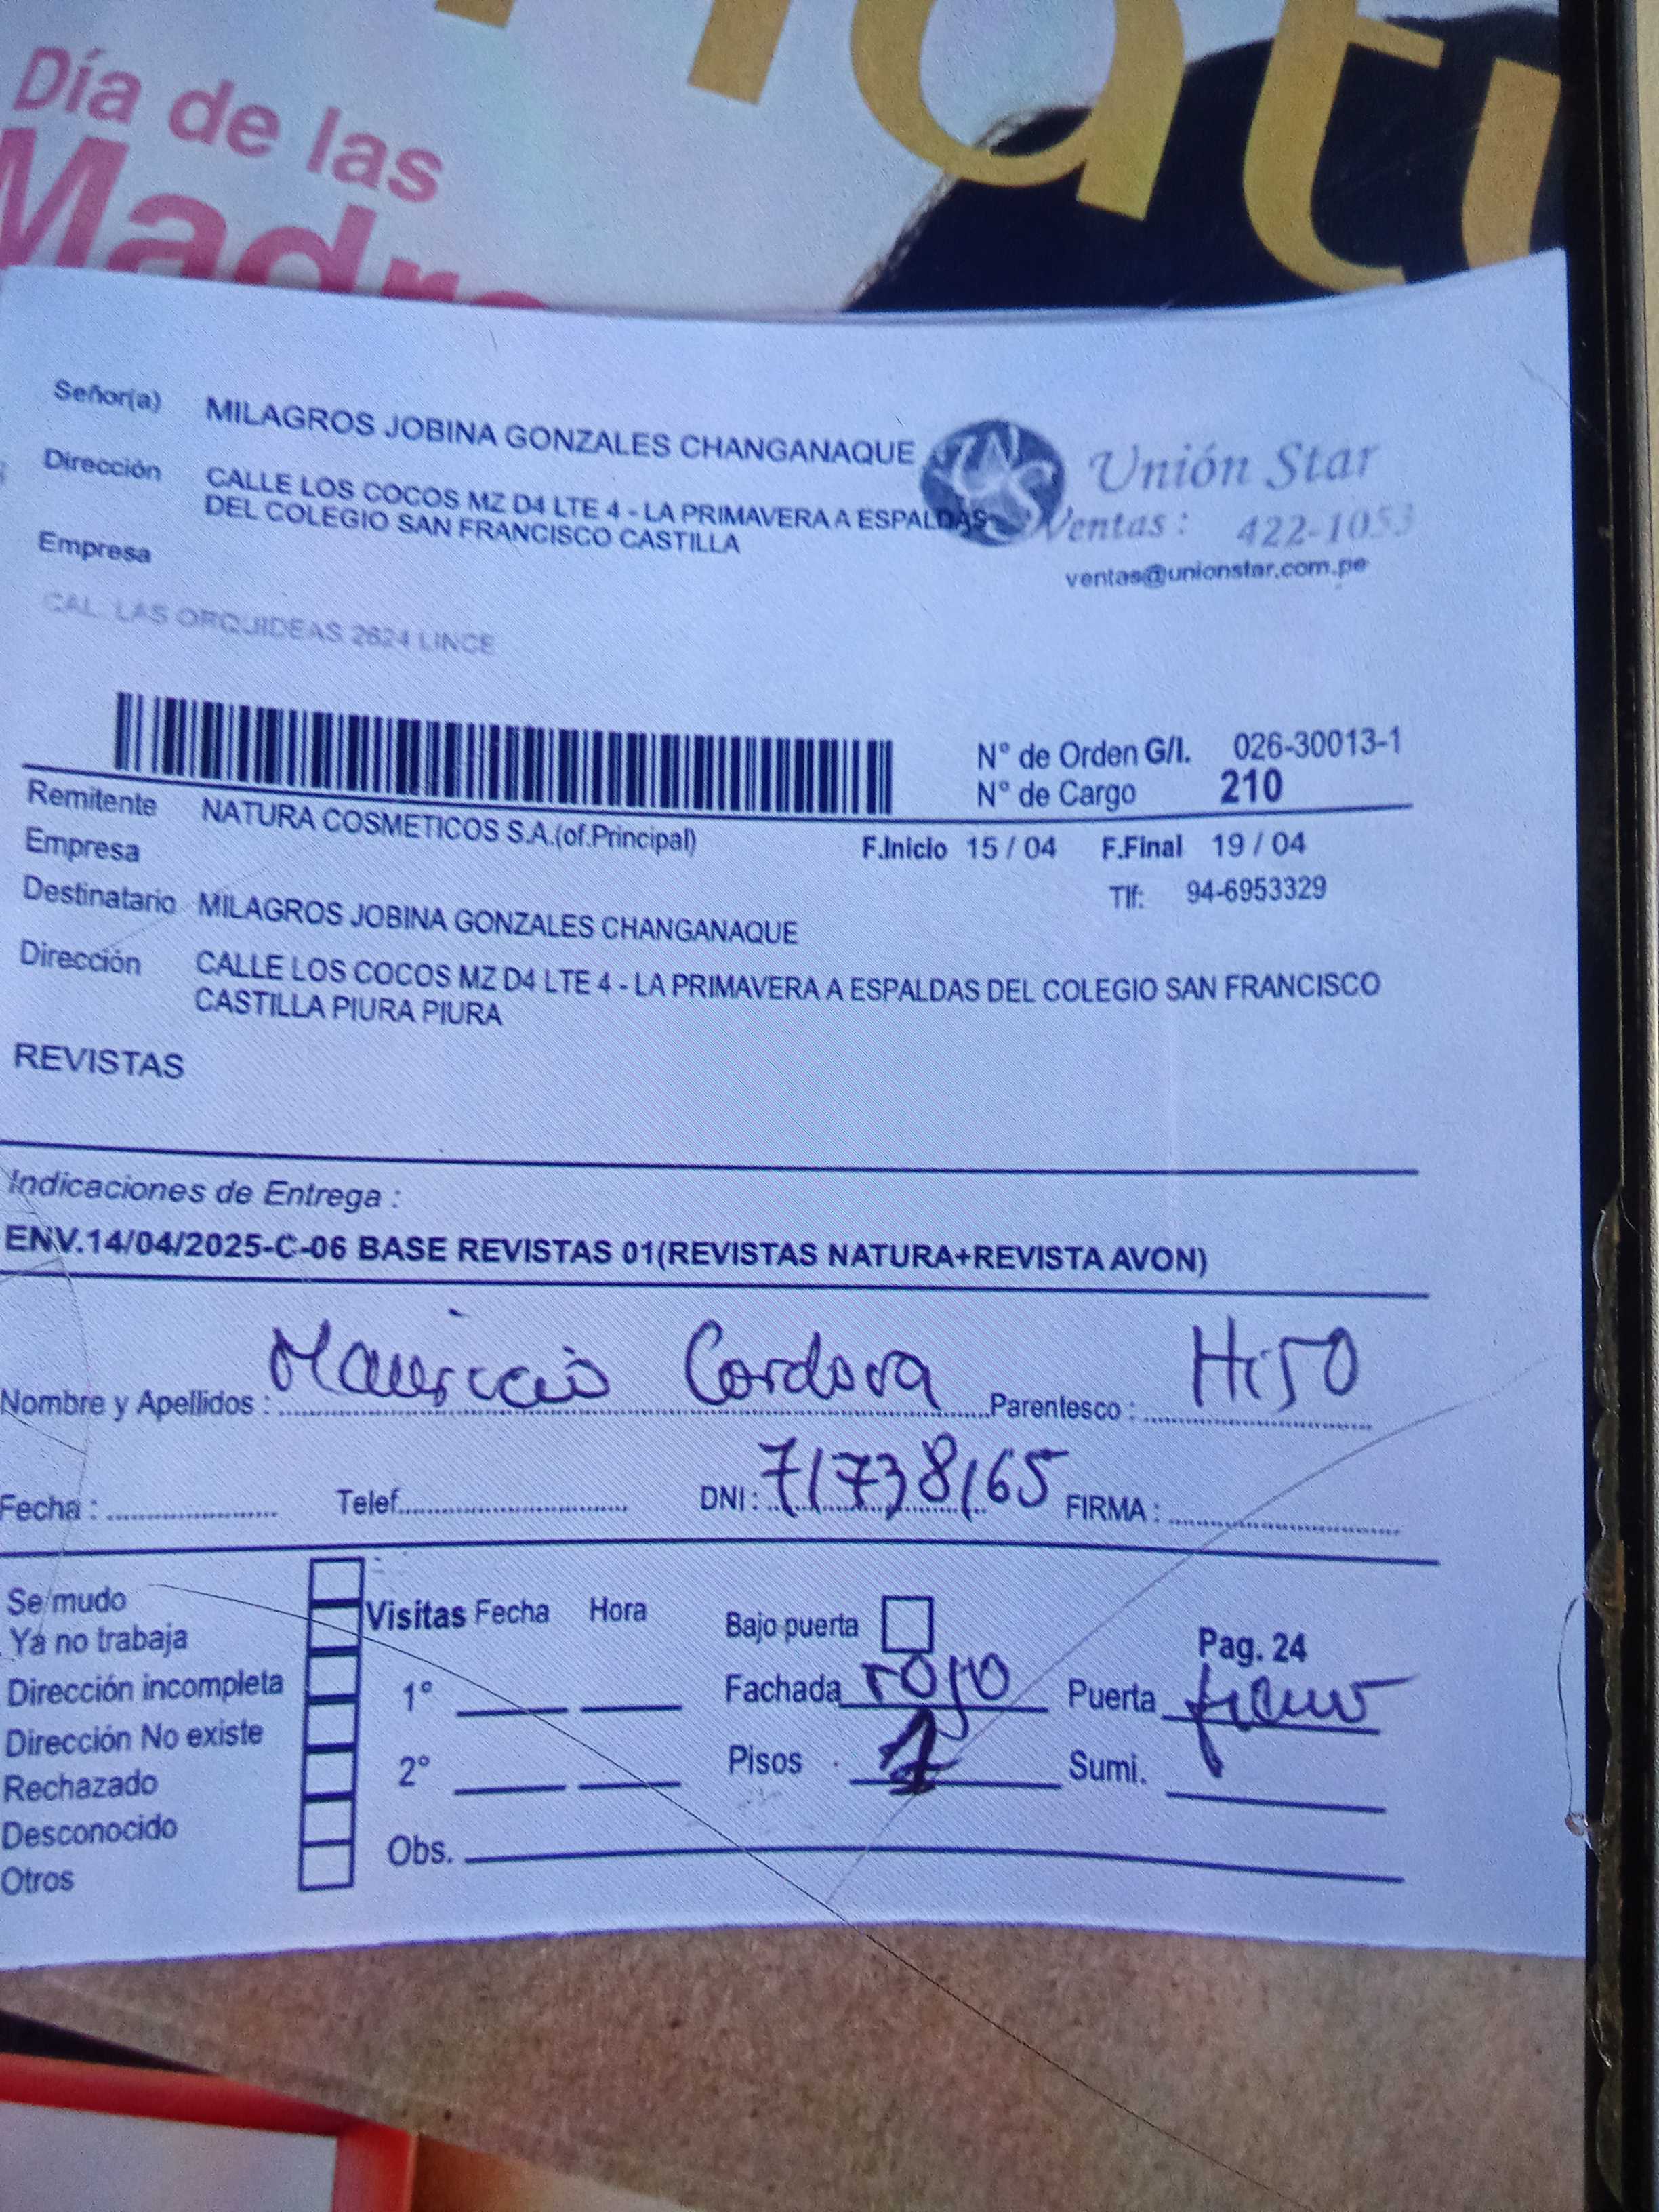 Día de las
Madre
Señor(a) MILAGROS JOBINA GONZALES CHANGANAQUE
Unión Star
Dirección CALLE LOS COCOS MZ D4 LTE 4 - LA PRIMAVERA A ESPALDAS
DEL COLEGIO SAN FRANCISCO CASTILLA
Ventas : 422-1053
ventas@unionstar.com.pe
Empresa
CAL. LAS ORQUIDEAS 2624 LINCE
N° de Orden G/I. 026-30013-1
N° de Cargo 210
Remitente NATURA COSMETICOS S.A.(of.Principal)
F.Inicio 15 / 04 F.Final 19 / 04
Empresa
Tlf: 94-6953329
Destinatario MILAGROS JOBINA GONZALES CHANGANAQUE
Dirección CALLE LOS COCOS MZ D4 LTE 4 - LA PRIMAVERA A ESPALDAS DEL COLEGIO SAN FRANCISCO
CASTILLA PIURA PIURA
REVISTAS
Indicaciones de Entrega :
ENV.14/04/2025-C-06 BASE REVISTAS 01(REVISTAS NATURA+REVISTA AVON)
Nombre y Apellidos : Mauricio Cordova Parentesco : HiJO
Fecha : Telef. DNI : 71738165 FIRMA :
Se mudo
Ya no trabaja
Dirección incompleta
Dirección No existe
Rechazado
Desconocido
Otros
Visitas Fecha Hora
1°
2°
Obs.
Bajo puerta
Pag. 24
Fachada rojo Puerta
Pisos 1 Sumi.